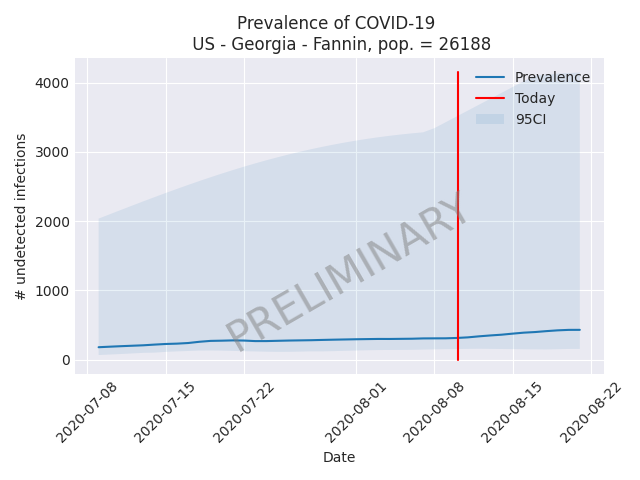 Prevalence of COVID-19
US - Georgia - Fannin, pop. = 26188
Prevalence
Today
95CI
# undetected infections
4000
3000
2000
1000
0
PRELIMINARY
2020-07-08
2020-07-15
2020-07-22
2020-08-01
2020-08-08
2020-08-15
2020-08-22
Date